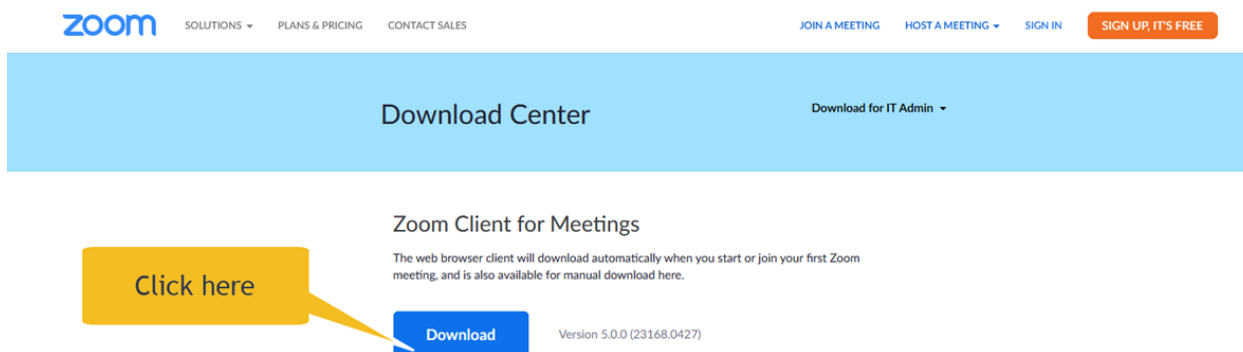 zoom SOLUTIONS PLANS & PRICING CONTACT SALES JOIN A MEETING HOST A MEETING SIGN IN SIGN UP, IT'S FREE
Download Center Download for IT Admin
Zoom Client for Meetings
The web browser client will download automatically when you start or join your first Zoom
meeting, and is also available for manual download here.
Click here
Download Version 5.0.0 (23168.0427)